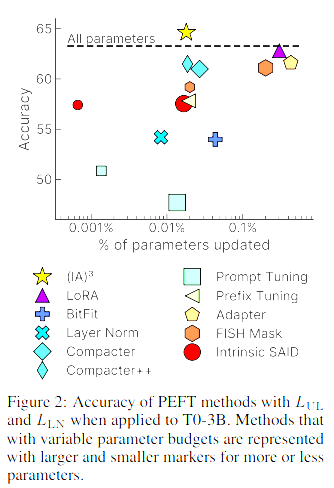 65
All parameters
60
55
50
Accuracy
0.001% 0.01% 0.1%
% of parameters updated
(IA)³ Prompt Tuning
LoRA Prefix Tuning
BitFit Adapter
Layer Norm FISH Mask
Compacter Intrinsic SAID
Compacter++
Figure 2: Accuracy of PEFT methods with L_UL
and L_LN when applied to T0-3B. Methods that
with variable parameter budgets are represented
with larger and smaller markers for more or less
parameters.